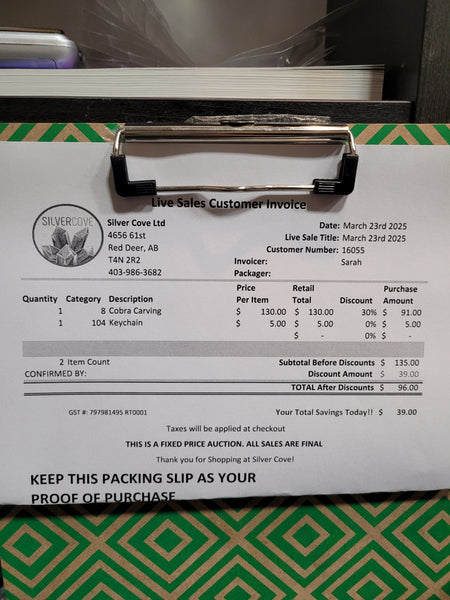 Live Sales Customer Invoice
SILVERCOVE
Silver Cove Ltd
4656 61st
Red Deer, AB
T4N 2R2
403-986-3682
Date: March 23rd 2025
Live Sale Title: March 23rd 2025
Customer Number: 16055
Invoicer: Sarah
Packager:
Quantity Category Description Price Per Item Retail Total Discount Purchase Amount
1 8 Cobra Carving $ 130.00 $ 130.00 30% $ 91.00
1 104 Keychain $ 5.00 $ 5.00 0% $ 5.00
$ - 0% $ -
2 Item Count Subtotal Before Discounts $ 135.00
CONFIRMED BY: Discount Amount $ 39.00
TOTAL After Discounts $ 96.00
GST #: 797981495 RT0001 Your Total Savings Today!! $ 39.00
Taxes will be applied at checkout
THIS IS A FIXED PRICE AUCTION. ALL SALES ARE FINAL
Thank you for Shopping at Silver Cove!
KEEP THIS PACKING SLIP AS YOUR
PROOF OF PURCHASE